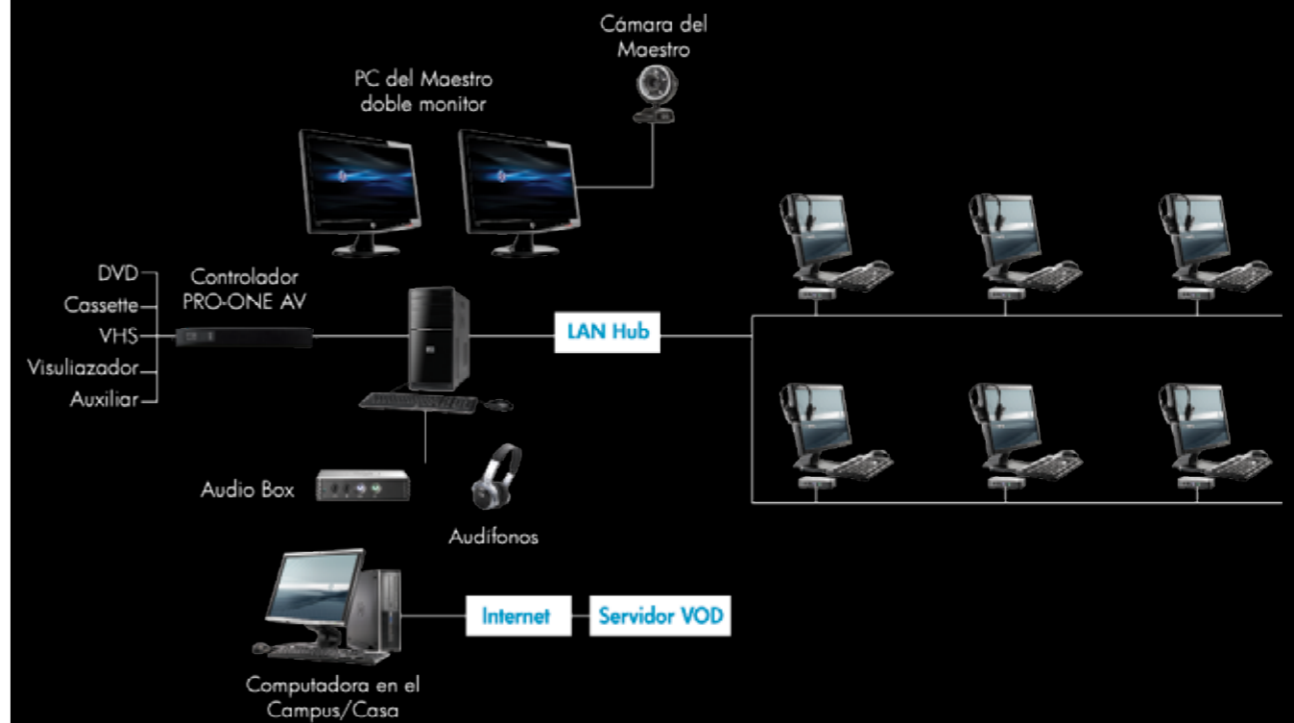 Cámara del
Maestro
PC del Maestro
doble monitor
DVD
Cassette
VHS
Visuliazador
Auxiliar
Controlador
PRO-ONE AV
LAN Hub
Audio Box
Audífonos
Internet
Servidor VOD
Computadora en el
Campus/Casa